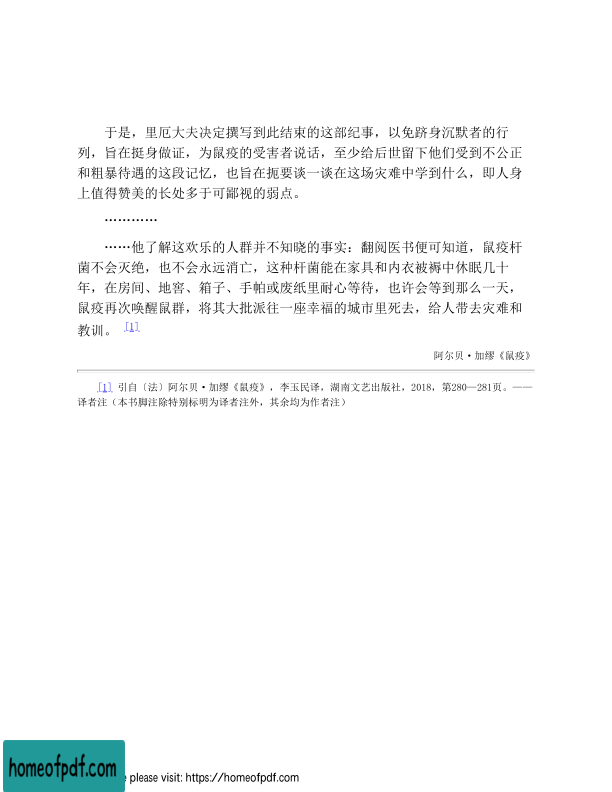 于是，里厄大夫决定撰写到此结束的这部纪事，以免跻身沉默者的行
列，旨在挺身做证，为鼠疫的受害者说话，至少给后世留下他们受到不公正
和粗暴待遇的这段记忆，也旨在扼要谈一谈在这场灾难中学到什么，即人身
上值得赞美的长处多于可鄙视的弱点。
…………
……他了解这欢乐的人群并不知晓的事实：翻阅医书便可知道，鼠疫杆
菌不会灭绝，也不会永远消亡，这种杆菌能在家具和内衣被褥中休眠几十
年，在房间、地窖、箱子、手帕或废纸里耐心等待，也许会等到那么一天，
鼠疫再次唤醒鼠群，将其大批派往一座幸福的城市里死去，给人带去灾难和
教训。 [1]
阿尔贝·加缪《鼠疫》
[1] 引自〔法〕阿尔贝·加缪《鼠疫》，李玉民译，湖南文艺出版社，2018，第280—281页。——
译者注（本书脚注除特别标明为译者注外，其余均为作者注）
homeofpdf.com
e please visit: https://homeofpdf.com